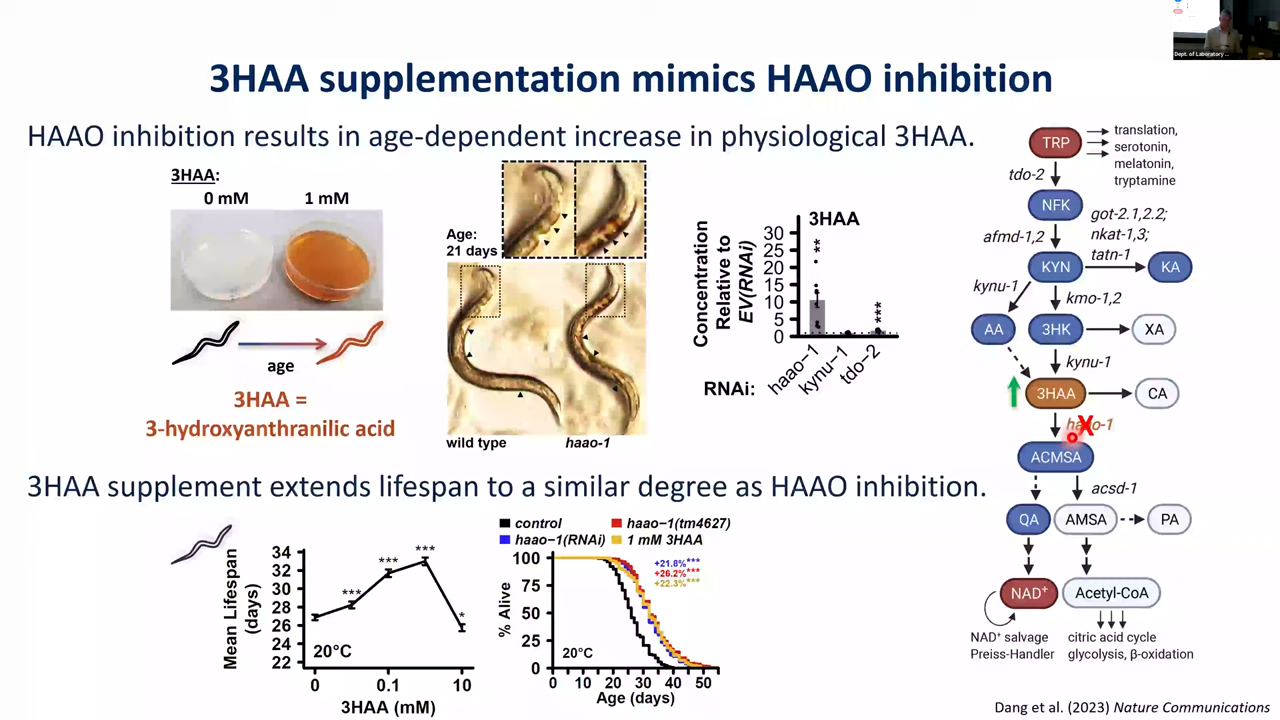 Dept. of Laboratory ...
3HAA supplementation mimics HAAO inhibition
HAAO inhibition results in age-dependent increase in physiological 3HAA.
3HAA:
0 mM 1 mM
age
3HAA =
3-hydroxyanthranilic acid
Age:
21 days
wild type haao-1
3HAA
Concentration
Relative to
EV(RNAi)
30
25
20
15
10
5
0
**
***
RNAi:
haao−1
kynu−1
tdo−2
3HAA supplement extends lifespan to a similar degree as HAAO inhibition.
Mean Lifespan
(days)
34
32
30
28
26
24
22
***
***
***
*
20°C
0 0.1 10
3HAA (mM)
control haao−1(tm4627)
haao−1(RNAi) 1 mM 3HAA
% Alive
100
75
50
25
0
+21.8%***
+26.2%***
+22.3%***
20°C
0 10 20 30 40 50
Age (days)
TRP
translation,
serotonin,
melatonin,
tryptamine
tdo-2
NFK
afmd-1,2
got-2.1,2.2;
nkat-1,3;
tatn-1
KYN
KA
kynu-1
kmo-1,2
AA
3HK
XA
kynu-1
3HAA
CA
haao-1
X
ACMSA
acsd-1
QA
AMSA
PA
NAD+
Acetyl-CoA
NAD+ salvage
Preiss-Handler
citric acid cycle
glycolysis, β-oxidation
Dang et al. (2023) Nature Communications